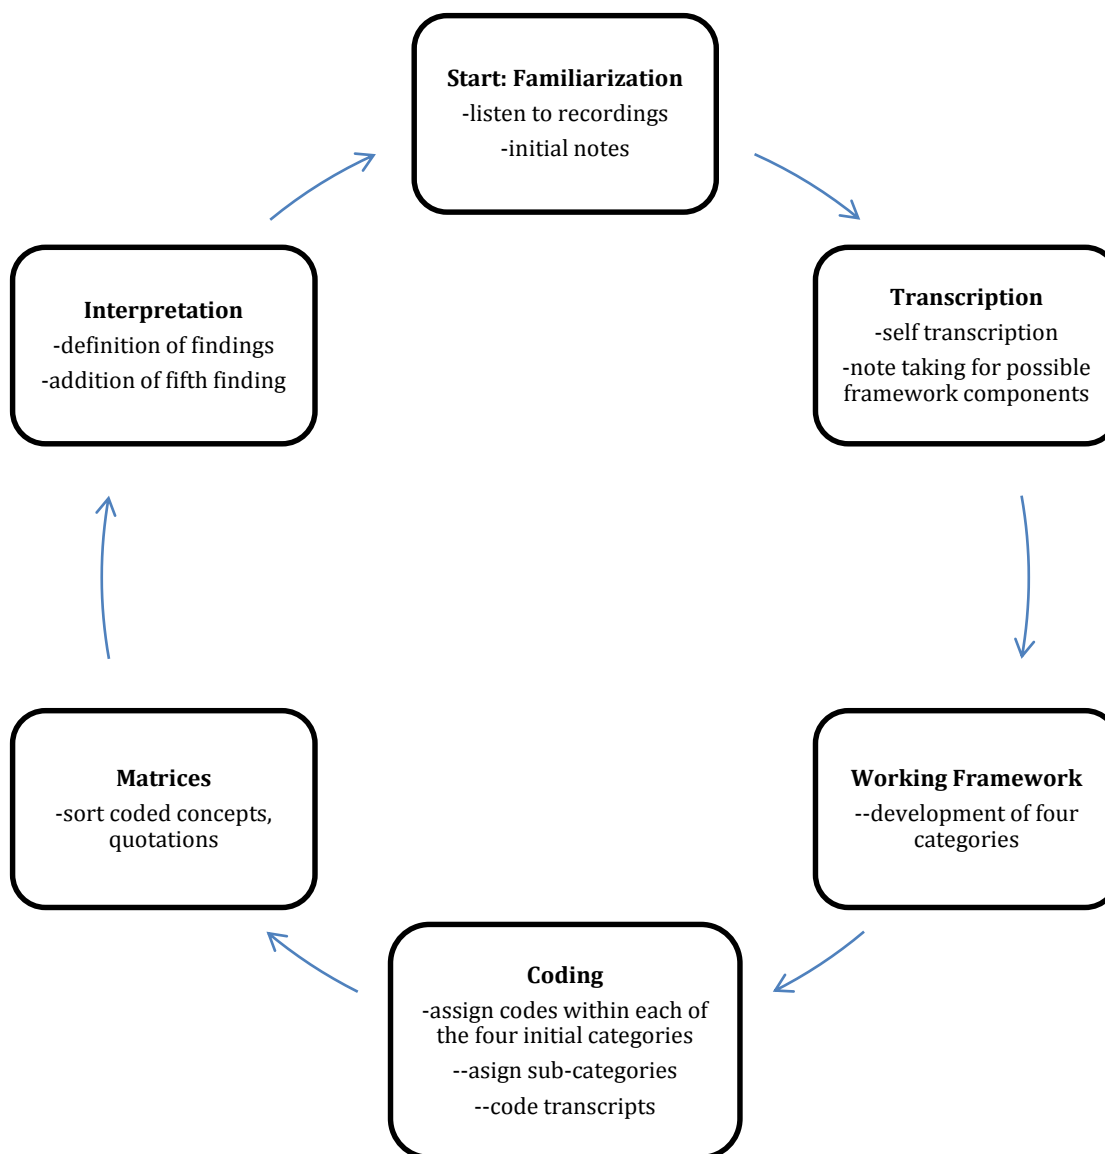 Start: Familiarization
-listen to recordings
-initial notes
Transcription
-self transcription
-note taking for possible
framework components
Working Framework
--development of four
categories
Coding
-assign codes within each of
the four initial categories
--asign sub-categories
--code transcripts
Matrices
-sort coded concepts,
quotations
Interpretation
-definition of findings
-addition of fifth finding